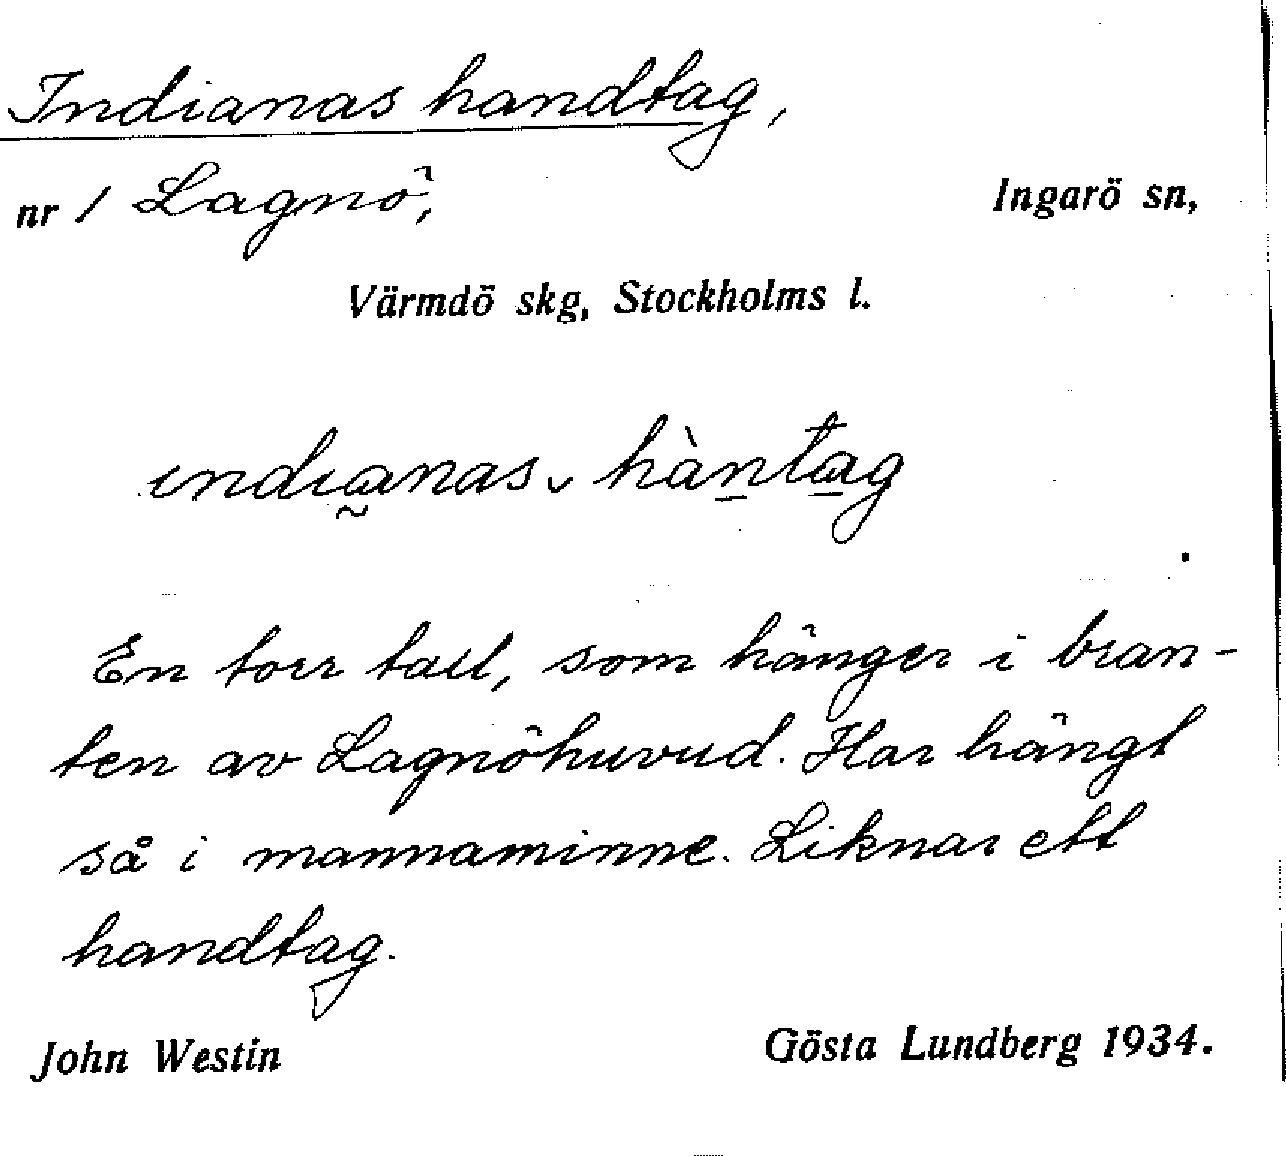 Indianas handtag,
nr 1 Lagnö, Ingarö sn,
Värmdö skg, Stockholms l.
indianas hàntag
En torr tall, som hänger i bran-
ten av Lagnöhuvud. Har hängt
så i mannaminne. Liknar ett
handtag.
John Westin Gösta Lundberg 1934.